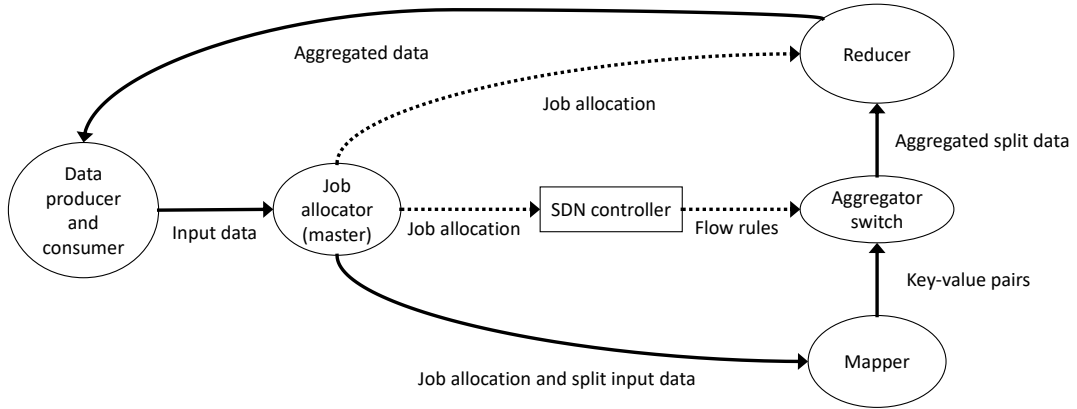 Aggregated data
Reducer
Job allocation
Aggregated split data
Data
producer
and
consumer
Input data
Job
allocator
(master)
Job allocation
SDN controller
Flow rules
Aggregator
switch
Key-value pairs
Mapper
Job allocation and split input data